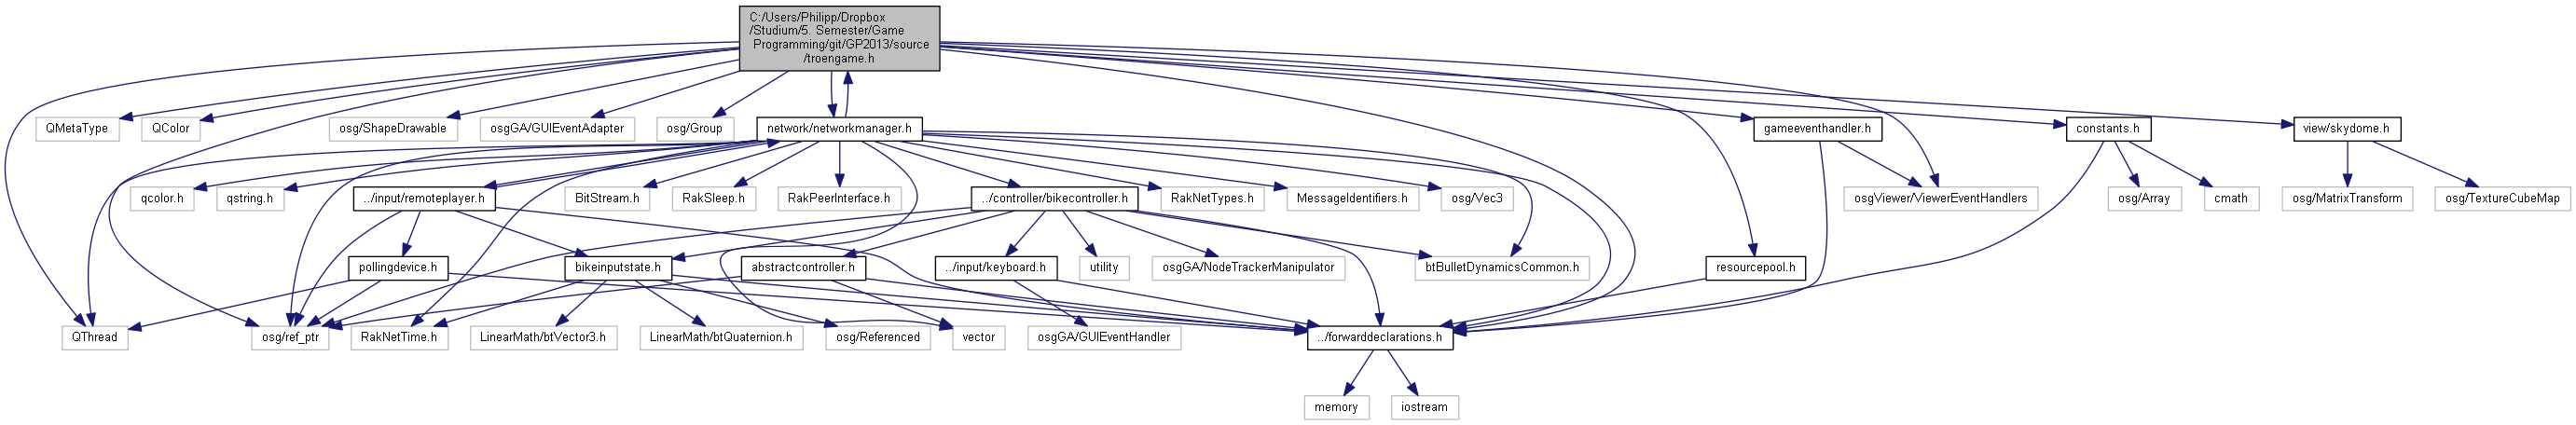 C:/Users/Philipp/Dropbox
/Studium/5. Semester/Game
Programming/git/GP2013/source
/troengame.h
QMetaType
QColor
osg/ShapeDrawable
osgGA/GUIEventAdapter
osg/Group
network/networkmanager.h
gameeventhandler.h
constants.h
view/skydome.h
qcolor.h
qstring.h
../input/remoteplayer.h
BitStream.h
RakSleep.h
RakPeerInterface.h
../controller/bikecontroller.h
RakNetTypes.h
MessageIdentifiers.h
osg/Vec3
osgViewer/ViewerEventHandlers
osg/Array
cmath
osg/MatrixTransform
osg/TextureCubeMap
pollingdevice.h
bikeinputstate.h
abstractcontroller.h
../input/keyboard.h
utility
osgGA/NodeTrackerManipulator
btBulletDynamicsCommon.h
resourcepool.h
QThread
osg/ref_ptr
RakNetTime.h
LinearMath/btVector3.h
LinearMath/btQuaternion.h
osg/Referenced
vector
osgGA/GUIEventHandler
../forwarddeclarations.h
memory
iostream